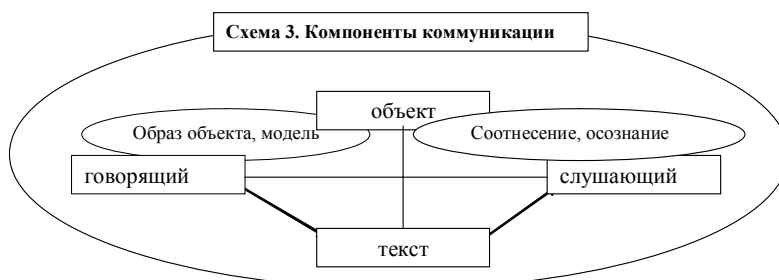 Схема 3. Компоненты коммуникации
объект
Образ объекта, модель
Соотнесение, осознание
говорящий
слушающий
текст